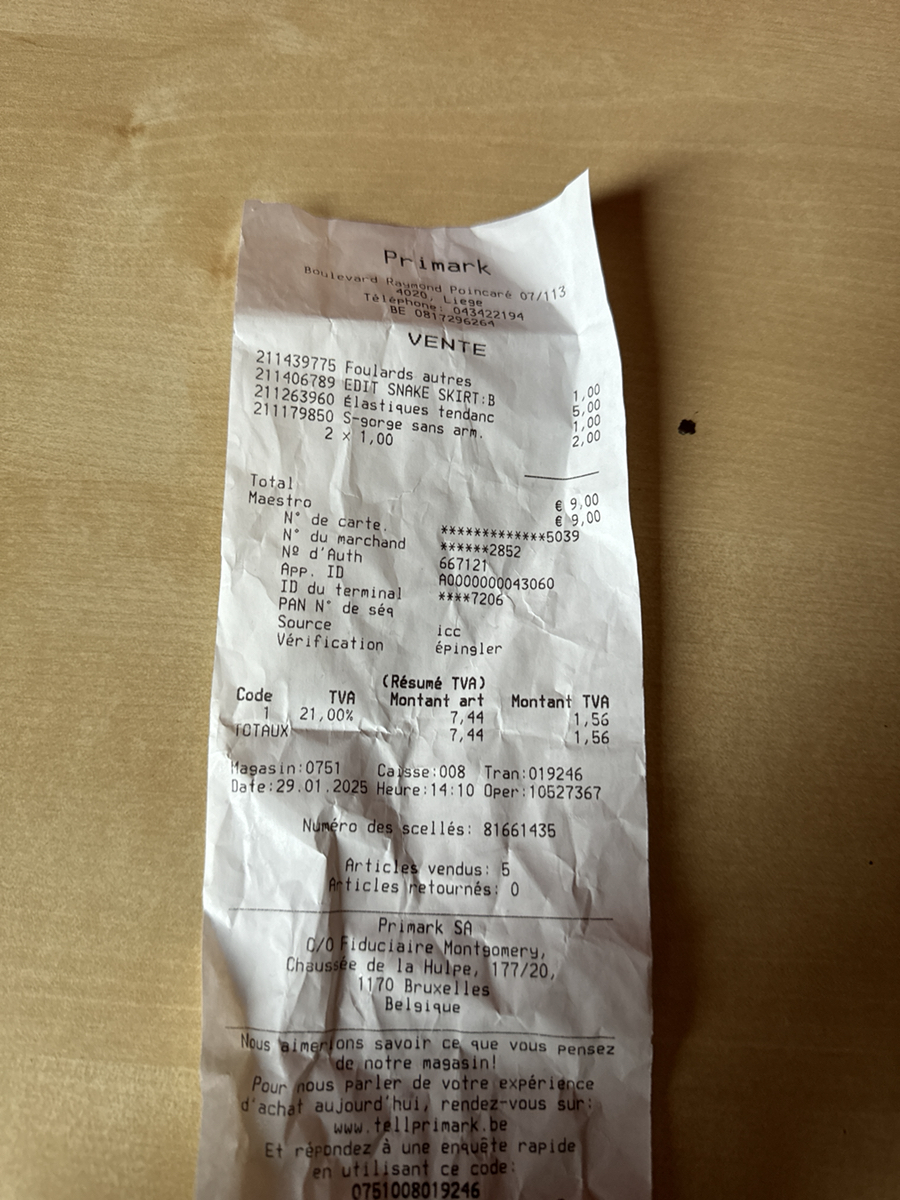 Primark
Boulevard Raymond Poincaré 07/113
4020, Liege
Téléphone: 043422194
BE 0817296264
VENTE
211439775 Foulards autres 1,00
211406789 EDIT SNAKE SKIRT:B 5,00
211263960 Élastiques tendanc 1,00
211179850 S-gorge sans arm. 2,00
2 x 1,00
Total € 9,00
Maestro € 9,00
N° de carte. *************5039
N° du marchand ******2852
Nº d'Auth 667121
App. ID A0000000043060
ID du terminal ****7206
PAN N° de séq
Source icc
Vérification épingler
(Résumé TVA)
Code TVA Montant art Montant TVA
1 21,00% 7,44 1,56
TOTAUX 7,44 1,56
Magasin:0751 Caisse:008 Tran:019246
Date:29.01.2025 Heure:14:10 Oper:10527367
Numéro des scellés: 81661435
Articles vendus: 5
Articles retournés: 0
Primark SA
C/O Fiduciaire Montgomery,
Chaussée de la Hulpe, 177/20,
1170 Bruxelles
Belgique
Nous aimerions savoir ce que vous pensez
de notre magasin!
Pour nous parler de votre expérience
d'achat aujourd'hui, rendez-vous sur:
www.tellprimark.be
Et répondez à une enquête rapide
en utilisant ce code:
0751008019246